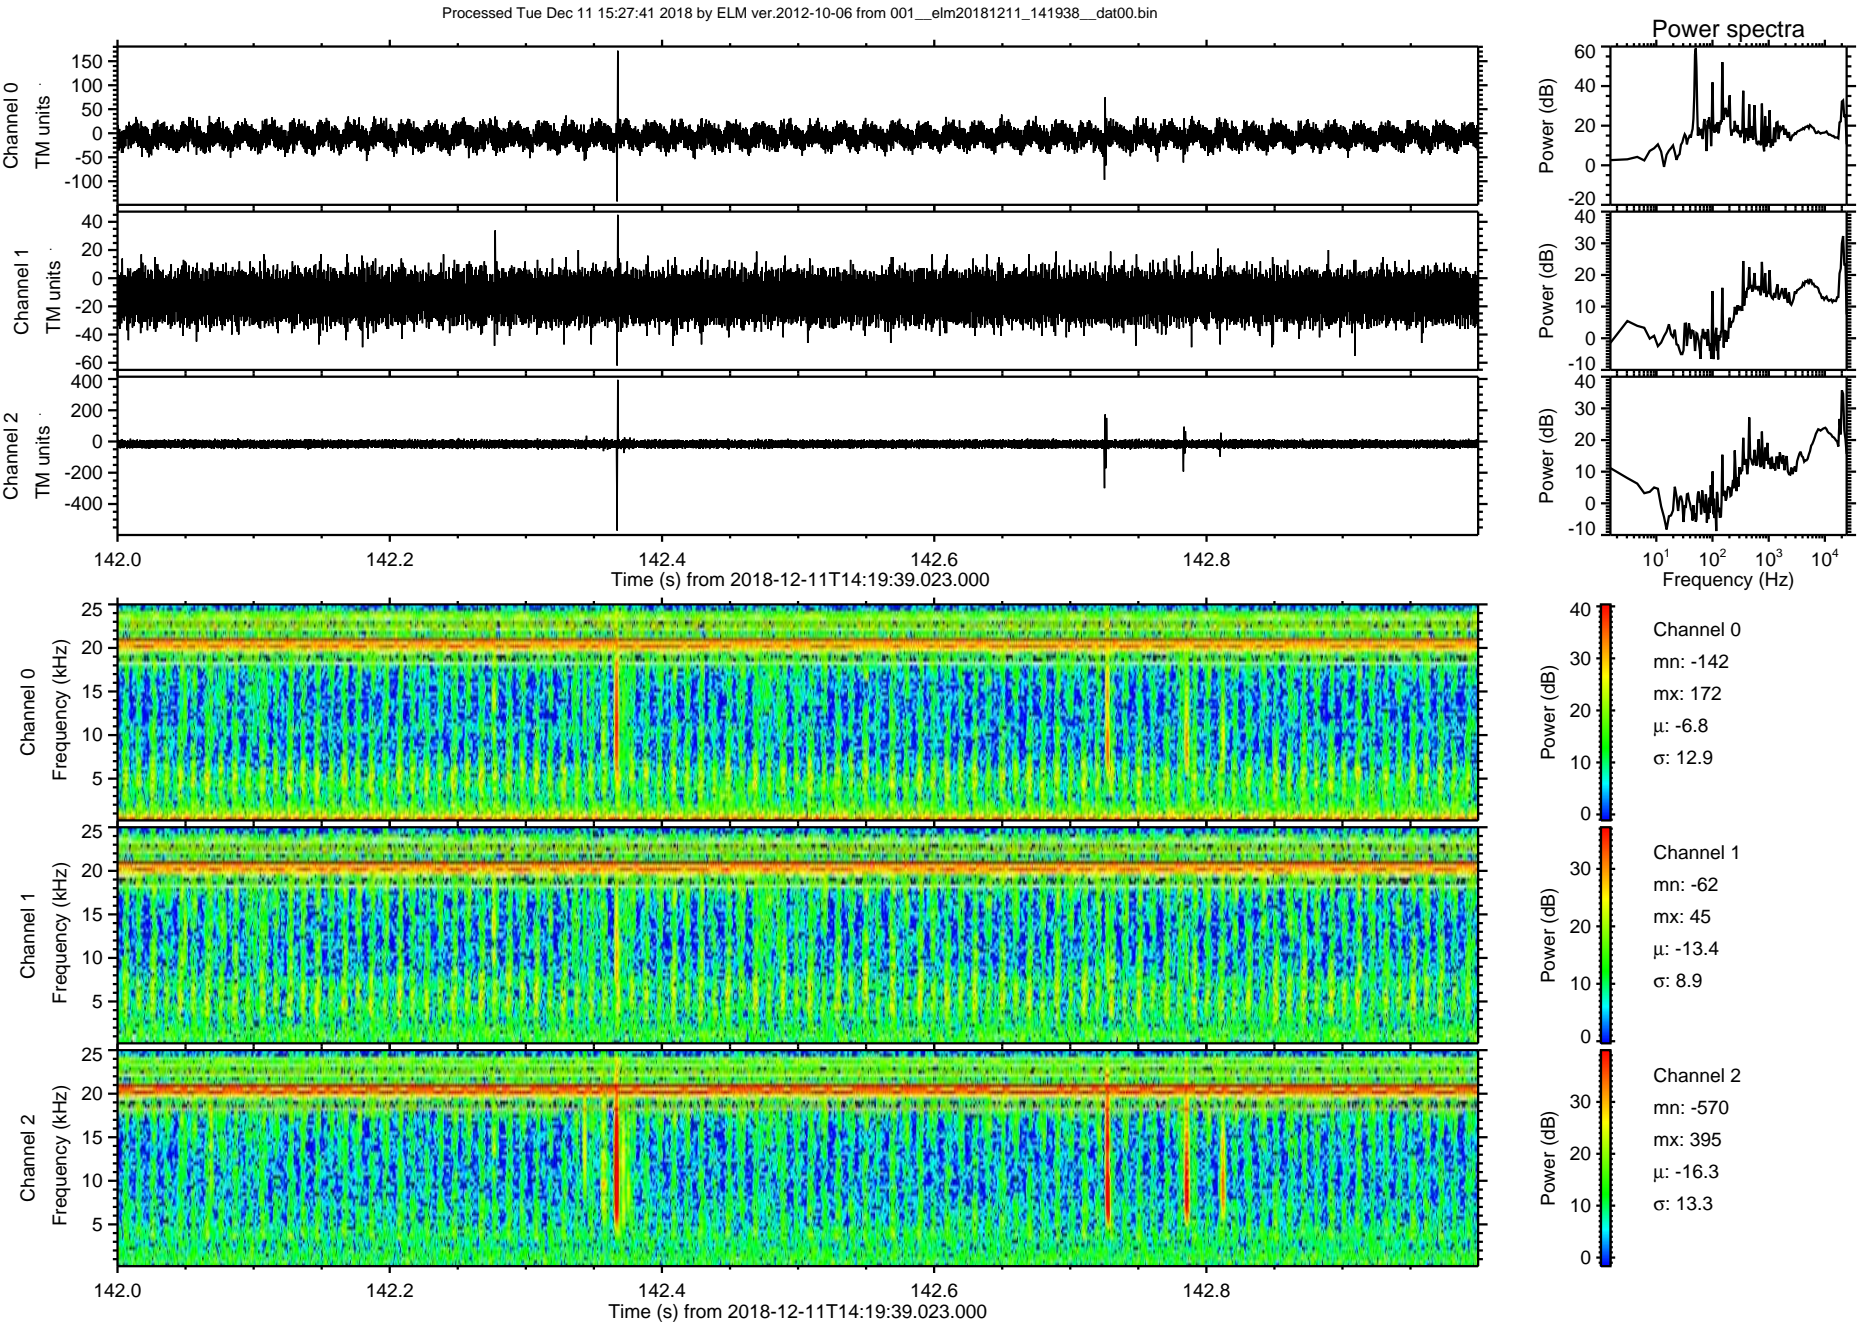 Processed Tue Dec 11 15:27:41 2018 by ELM ver.2012-10-06 from 001__elm20181211_141938__dat00.bin
Power spectra
Channel 0
TM units
150
100
50
0
-50
-100
Power (dB)
60
40
20
0
-20
Channel 1
TM units
40
20
0
-20
-40
-60
Power (dB)
40
30
20
10
0
-10
Channel 2
TM units
400
200
0
-200
-400
Power (dB)
40
30
20
10
0
-10
142.0
142.2
142.4
142.6
142.8
Time (s) from 2018-12-11T14:19:39.023.000
10^1
10^2
10^3
10^4
Frequency (Hz)
Channel 0
Frequency (kHz)
25
20
15
10
5
Power (dB)
40
30
20
10
0
Channel 0
mn: -142
mx: 172
μ: -6.8
σ: 12.9
Channel 1
Frequency (kHz)
25
20
15
10
5
Power (dB)
30
20
10
0
Channel 1
mn: -62
mx: 45
μ: -13.4
σ: 8.9
Channel 2
Frequency (kHz)
25
20
15
10
5
Power (dB)
30
20
10
0
Channel 2
mn: -570
mx: 395
μ: -16.3
σ: 13.3
142.0
142.2
142.4
142.6
142.8
Time (s) from 2018-12-11T14:19:39.023.000